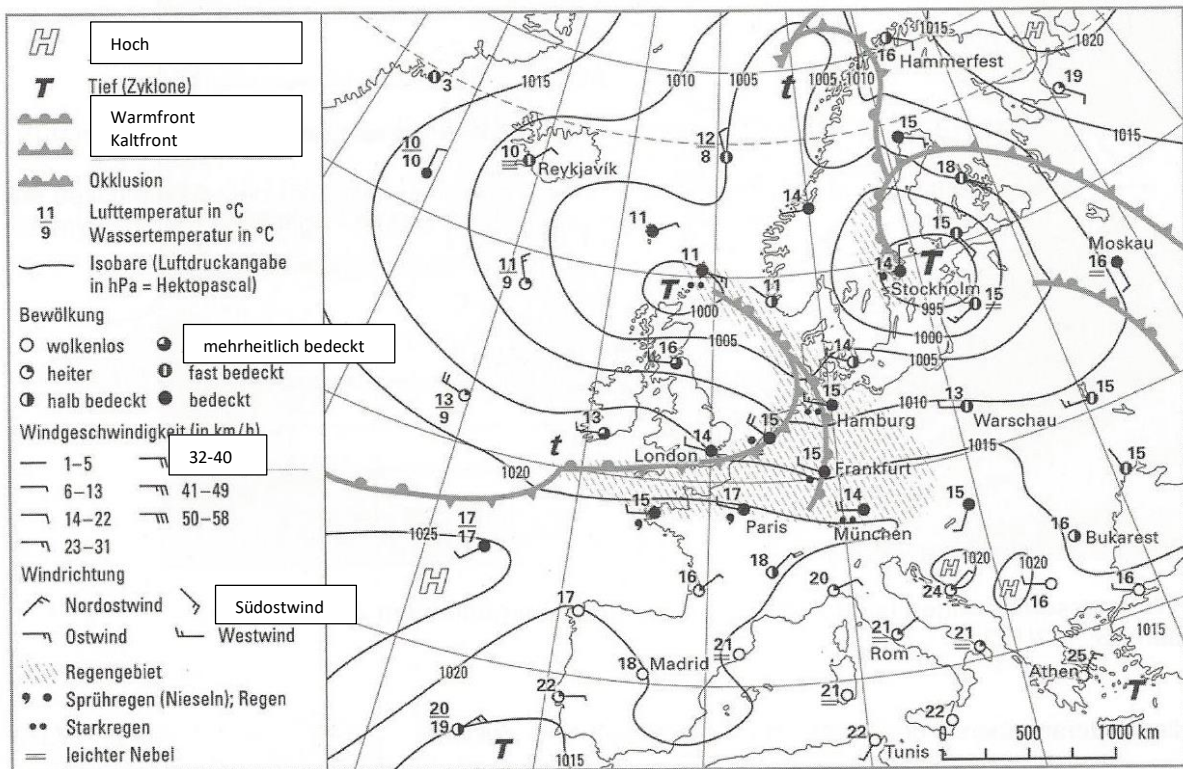 H Hoch
T Tief (Zyklone)
Warmfront
Kaltfront
Okklusion
11 Lufttemperatur in °C
9 Wassertemperatur in °C
Isobare (Luftdruckangabe
in hPa = Hektopascal)
Bewölkung
wolkenlos mehrheitlich bedeckt
heiter fast bedeckt
halb bedeckt bedeckt
Windgeschwindigkeit (in km/h)
1–5 32-40
6–13 41–49
14–22 50–58
23–31
Windrichtung
Nordostwind Südostwind
Ostwind Westwind
Regengebiet
Sprühregen (Nieseln); Regen
Starkregen
leichter Nebel
1015 H
1020
16 Hammerfest
1015 1010 1005 t 1005 1010
3 19
15 1015
12
8
10
10
10
Reykjavík
18
14
11 15
Moskau
16
11
9
11
T
1000
11
14 T
Stockholm
15
995
1000
1005
1005
16 14
13
9
15
Hamburg
1010
13
Warschau
15
13
t
14
London
15
15
Frankfurt
1015
15
1020
17
17
15
17
Paris
14
München
15
1025
H
16
Bukarest
18
1020
H
1020
H
16
17
16
20
24
16
1015
21
21
Rom
21
18 Madrid
25
Athen
T
1020
22
21
20
19
T
1015
22
22
Tunis
0 500 1000 km